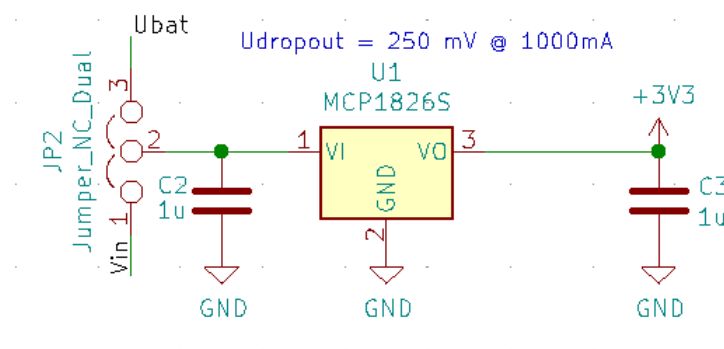 Ubat
Udropout = 250 mV @ 1000mA
U1
MCP1826S
+3V3
JP2
Jumper_NC_Dual
3
2
1
Vin
C2
1u
1
VI
VO
3
GND
2
C3
1u
GND
GND
GND